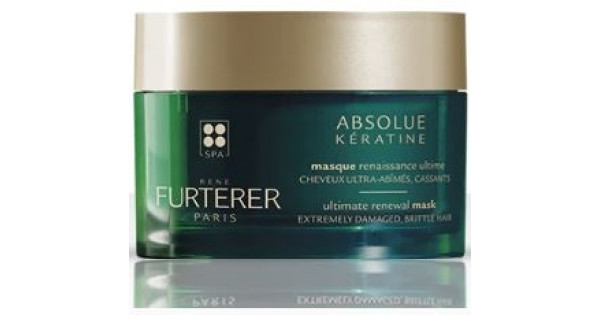 SPA
RENE
FURTERER
PARIS
ABSOLUE
KÉRATINE
masque renaissance ultime
CHEVEUX ULTRA-ABÎMÉS, CASSANTS
ultimate renewal mask
EXTREMELY DAMAGED, BRITTLE HAIR